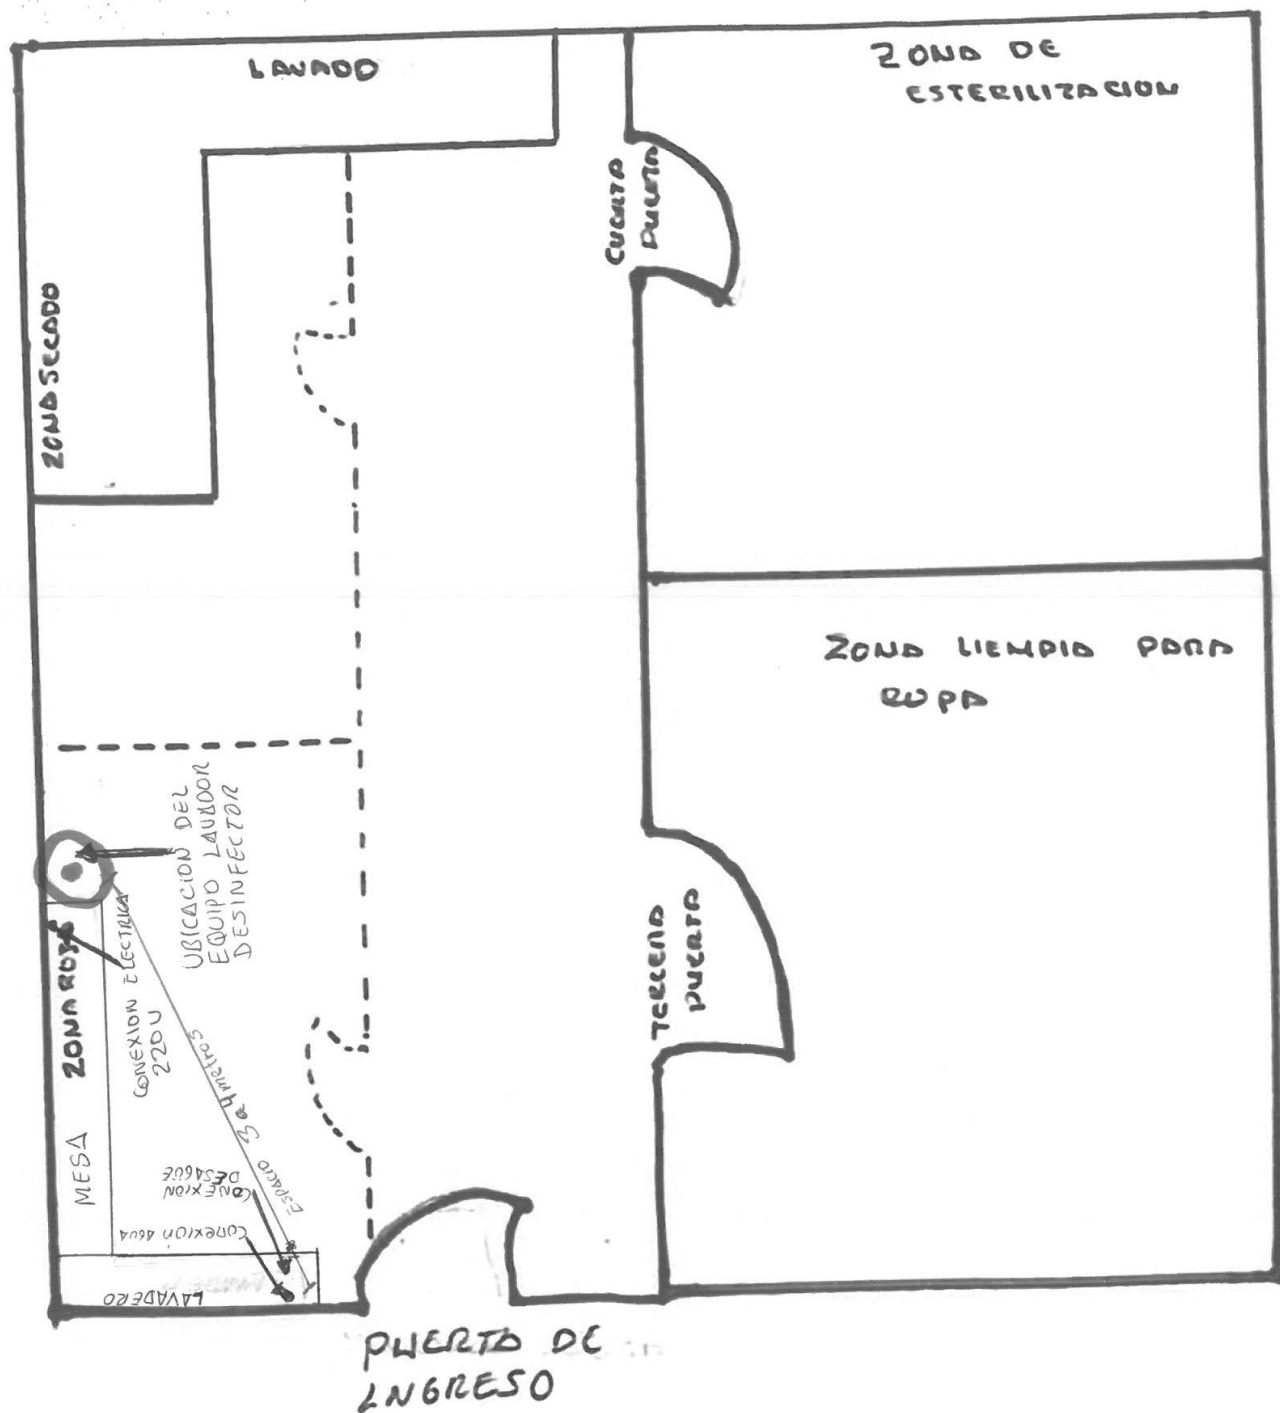 LAVADO
ZONA DE
ESTERILIZACION
CUARTA
PUERTA
ZONA SECADO
ZONA LIEMPIA PARA
ROPA
UBICACION DEL
EQUIPO LAVADOR
DESINFECTOR
ZONA ROJA
CONEXION ELECTRICA
220V
TERCERA
PUERTA
MESA
ESPACIO 3 a 4 metros
CONEXION
DESAGÜE
CONEXION AGUA
LAVADERO
PUERTA DE
INGRESO